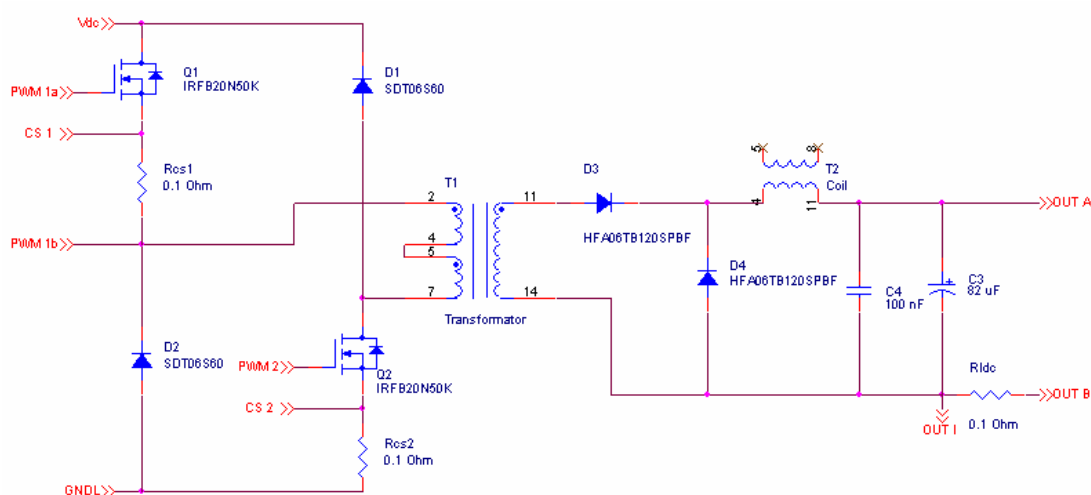 Vdc
Q1
IRFB20N50K
PWM 1a
CS 1
Rcs1
0.1 Ohm
PWM 1b
D2
SDT06S60
GNDL
D1
SDT06S60
PWM 2
Q2
IRFB20N50K
CS 2
Rcs2
0.1 Ohm
T1
2
4
5
7
11
14
Transformator
D3
HFA06TB120SPBF
D4
HFA06TB120SPBF
5
8
T2
Coil
4
11
C4
100 nF
C3
82 uF
+
OUT A
Rldc
0.1 Ohm
OUT B
OUT I